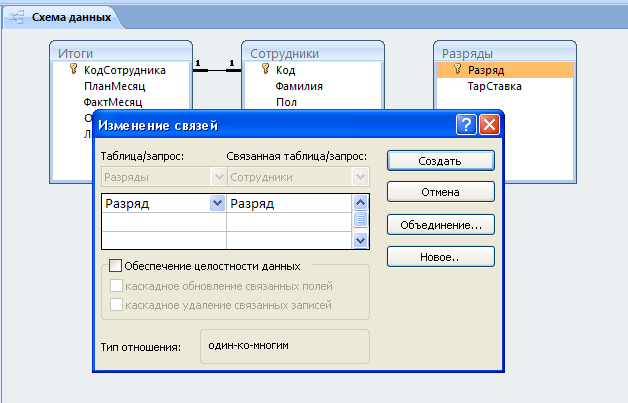 Схема данных
Итоги
КодСотрудника
ПланМесяц
ФактМесяц
О
Л
1
1
Сотрудники
Код
Фамилия
Пол
Разряды
Разряд
ТарСтавка
Изменение связей
Таблица/запрос:
Связанная таблица/запрос:
Разряды
Сотрудники
Разряд
Разряд
Обеспечение целостности данных
каскадное обновление связанных полей
каскадное удаление связанных записей
Тип отношения:
один-ко-многим
Создать
Отмена
Объединение...
Новое..